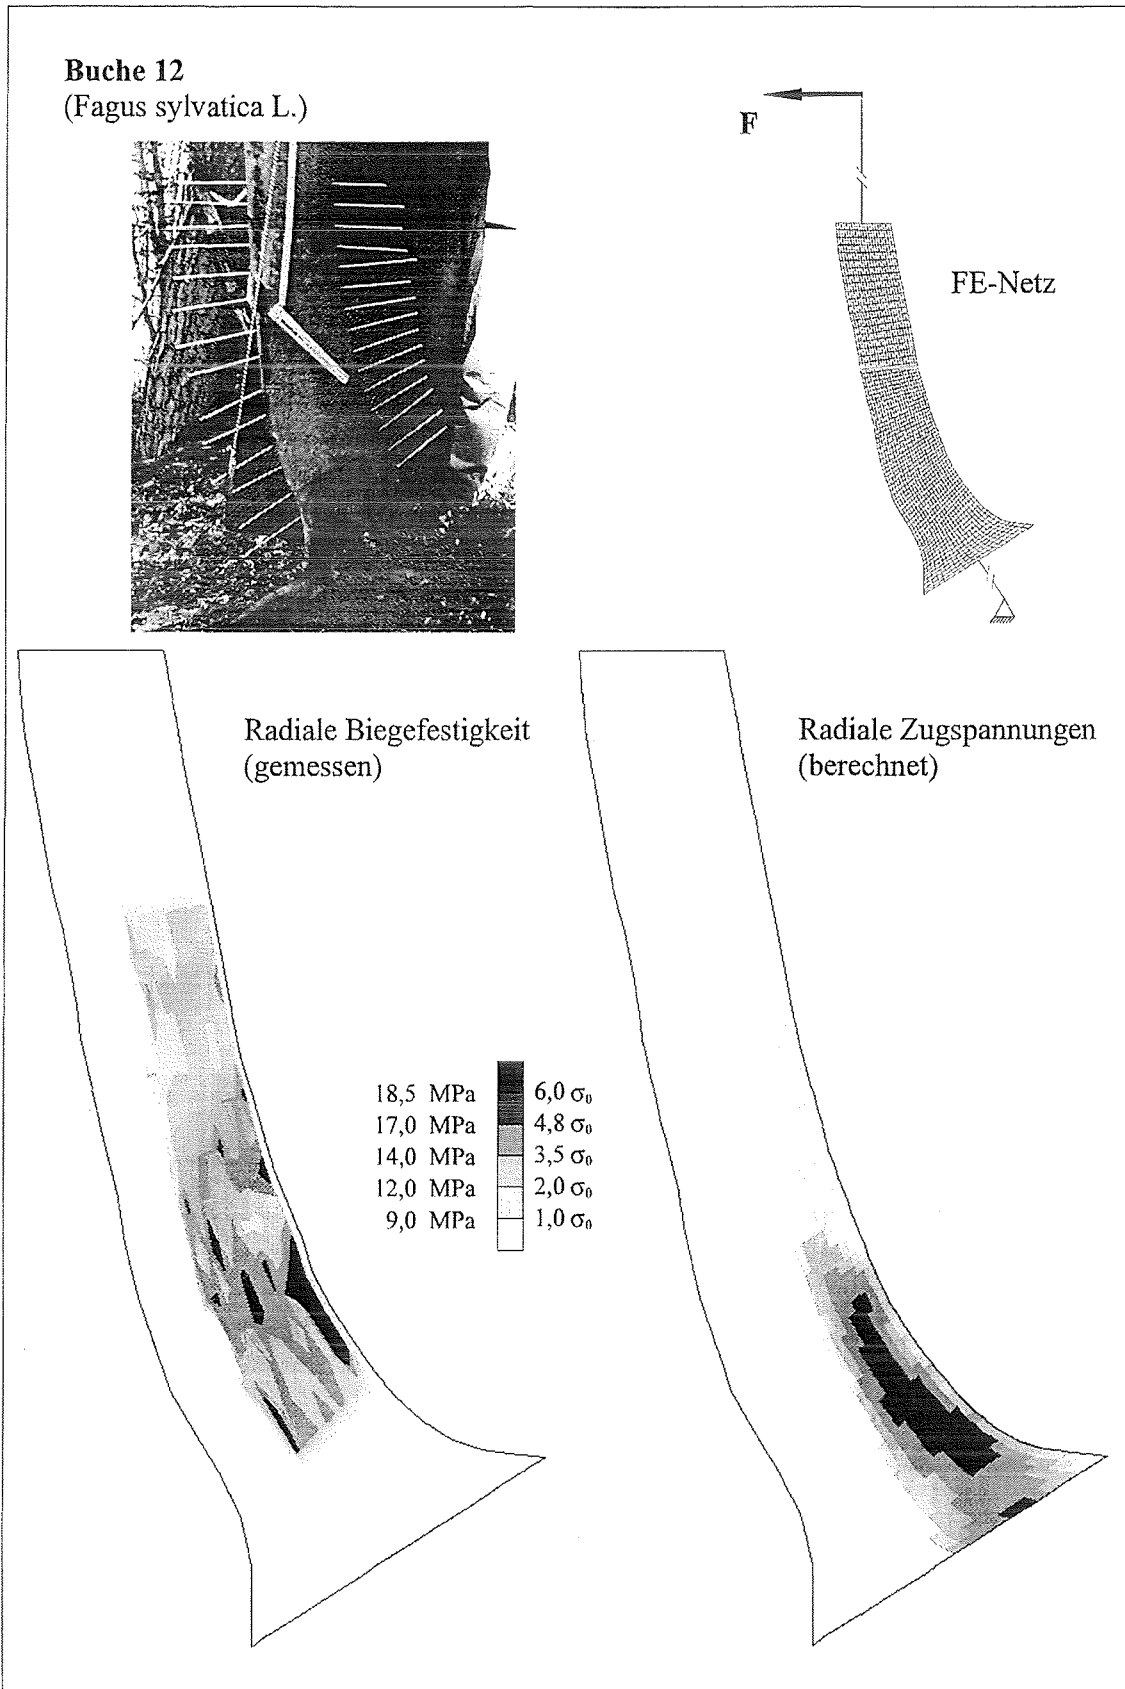 Buche 12
(Fagus sylvatica L.)
F
FE-Netz
Radiale Biegefestigkeit
(gemessen)
Radiale Zugspannungen
(berechnet)
18,5 MPa 6,0 σ₀
17,0 MPa 4,8 σ₀
14,0 MPa 3,5 σ₀
12,0 MPa 2,0 σ₀
9,0 MPa 1,0 σ₀